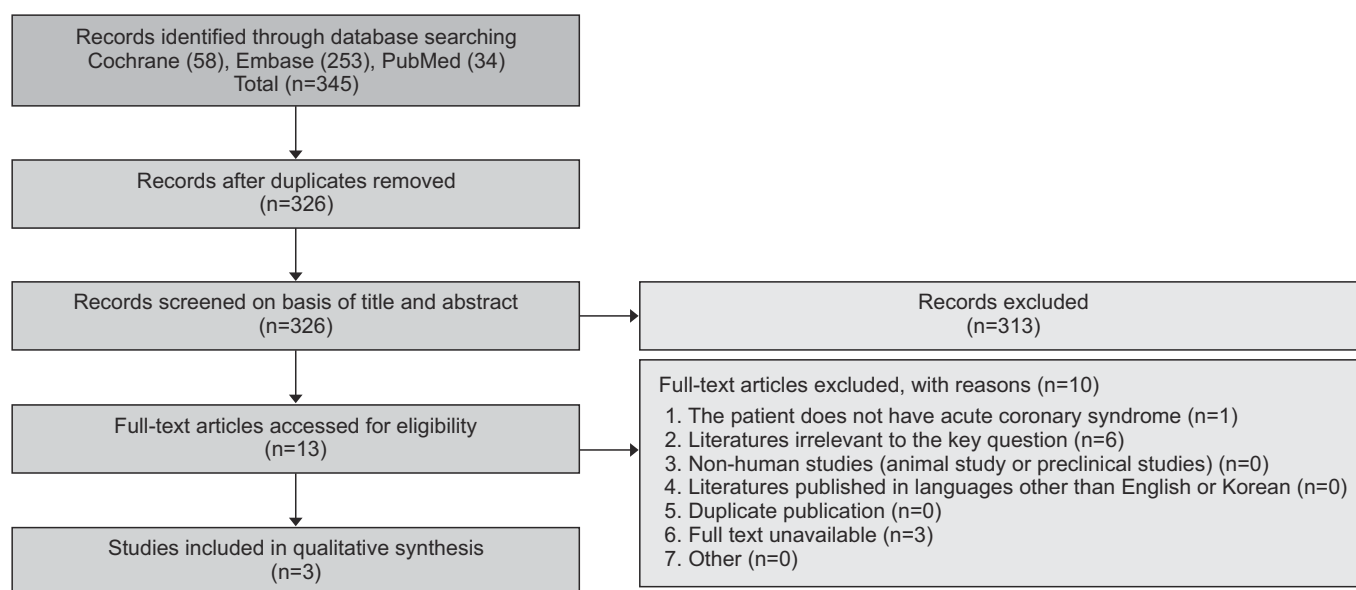 Records identified through database searching
Cochrane (58), Embase (253), PubMed (34)
Total (n=345)
Records after duplicates removed
(n=326)
Records screened on basis of title and abstract
(n=326)
Records excluded
(n=313)
Full-text articles accessed for eligibility
(n=13)
Full-text articles excluded, with reasons (n=10)
1. The patient does not have acute coronary syndrome (n=1)
2. Literatures irrelevant to the key question (n=6)
3. Non-human studies (animal study or preclinical studies) (n=0)
4. Literatures published in languages other than English or Korean (n=0)
5. Duplicate publication (n=0)
6. Full text unavailable (n=3)
7. Other (n=0)
Studies included in qualitative synthesis
(n=3)